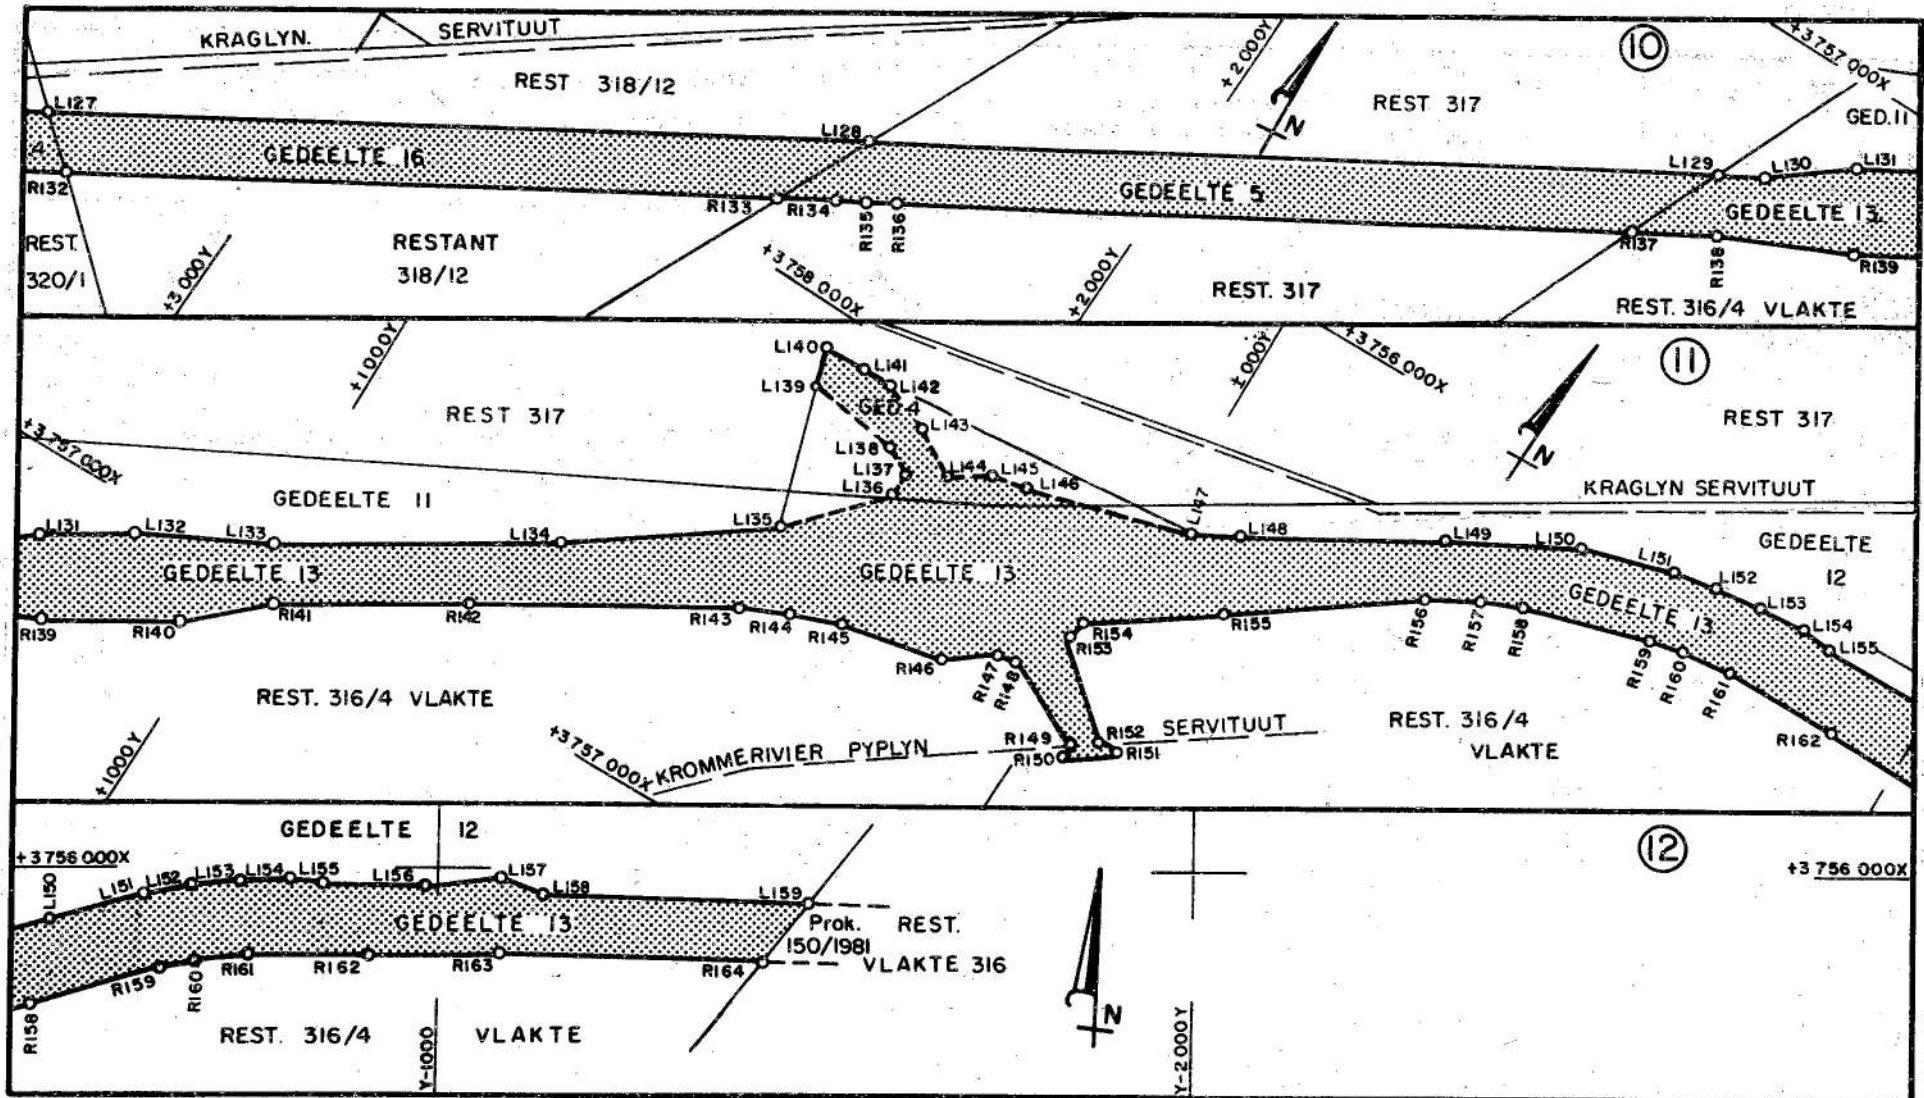 KRAGLYN. SERVITUUT
REST 318/12
+2 000Y
REST 317
10
+3757 000X
GED.11
L127
L128
L129
L130
L131
GEDEELTE 16
GEDEELTE 5
GEDEELTE 13
R132
R133
R134
R135
R136
R137
R138
R139
N
REST.
320/1
+3 000Y
RESTANT
318/12
+3758 000X
+2000Y
REST. 317
REST. 316/4 VLAKTE
+1000Y
REST 317
+3757 000X
L140
L141
L139
L142
GED.4
L143
L138
L137
L136
L144
L145
L146
±000Y
+3756 000X
11
REST 317
N
KRAGLYN SERVITUUT
GEDEELTE 11
L131
L132
L133
L134
L135
L147
L148
L149
L150
L151
L152
L153
L154
L155
GEDEELTE
12
GEDEELTE 13
GEDEELTE 13
GEDEELTE 13
R139
R140
R141
R142
R143
R144
R145
R146
R147
R148
R149
R150
R151
R152
R153
R154
R155
R156
R157
R158
R159
R160
R161
R162
REST. 316/4 VLAKTE
+1000Y
+3757 000X
KROMMERIVIER PYPLYN SERVITUUT
REST. 316/4
VLAKTE
GEDEELTE 12
+3756 000X
12
+3756 000X
L150
L151
L152
L153
L154
L155
L156
L157
L158
L159
GEDEELTE 13
Prok.
150/1981
REST.
VLAKTE 316
R158
R159
R160
R161
R162
R163
R164
REST. 316/4 VLAKTE
Y-1000
N
Y-2000Y